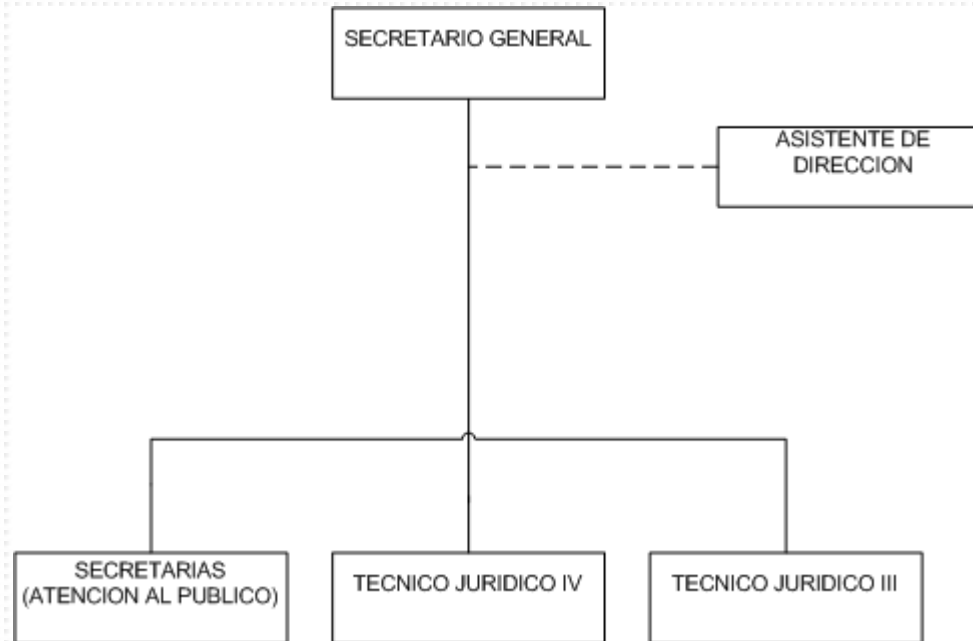 SECRETARIO GENERAL
ASISTENTE DE
DIRECCION
SECRETARIAS
(ATENCION AL PUBLICO)
TECNICO JURIDICO IV
TECNICO JURIDICO III